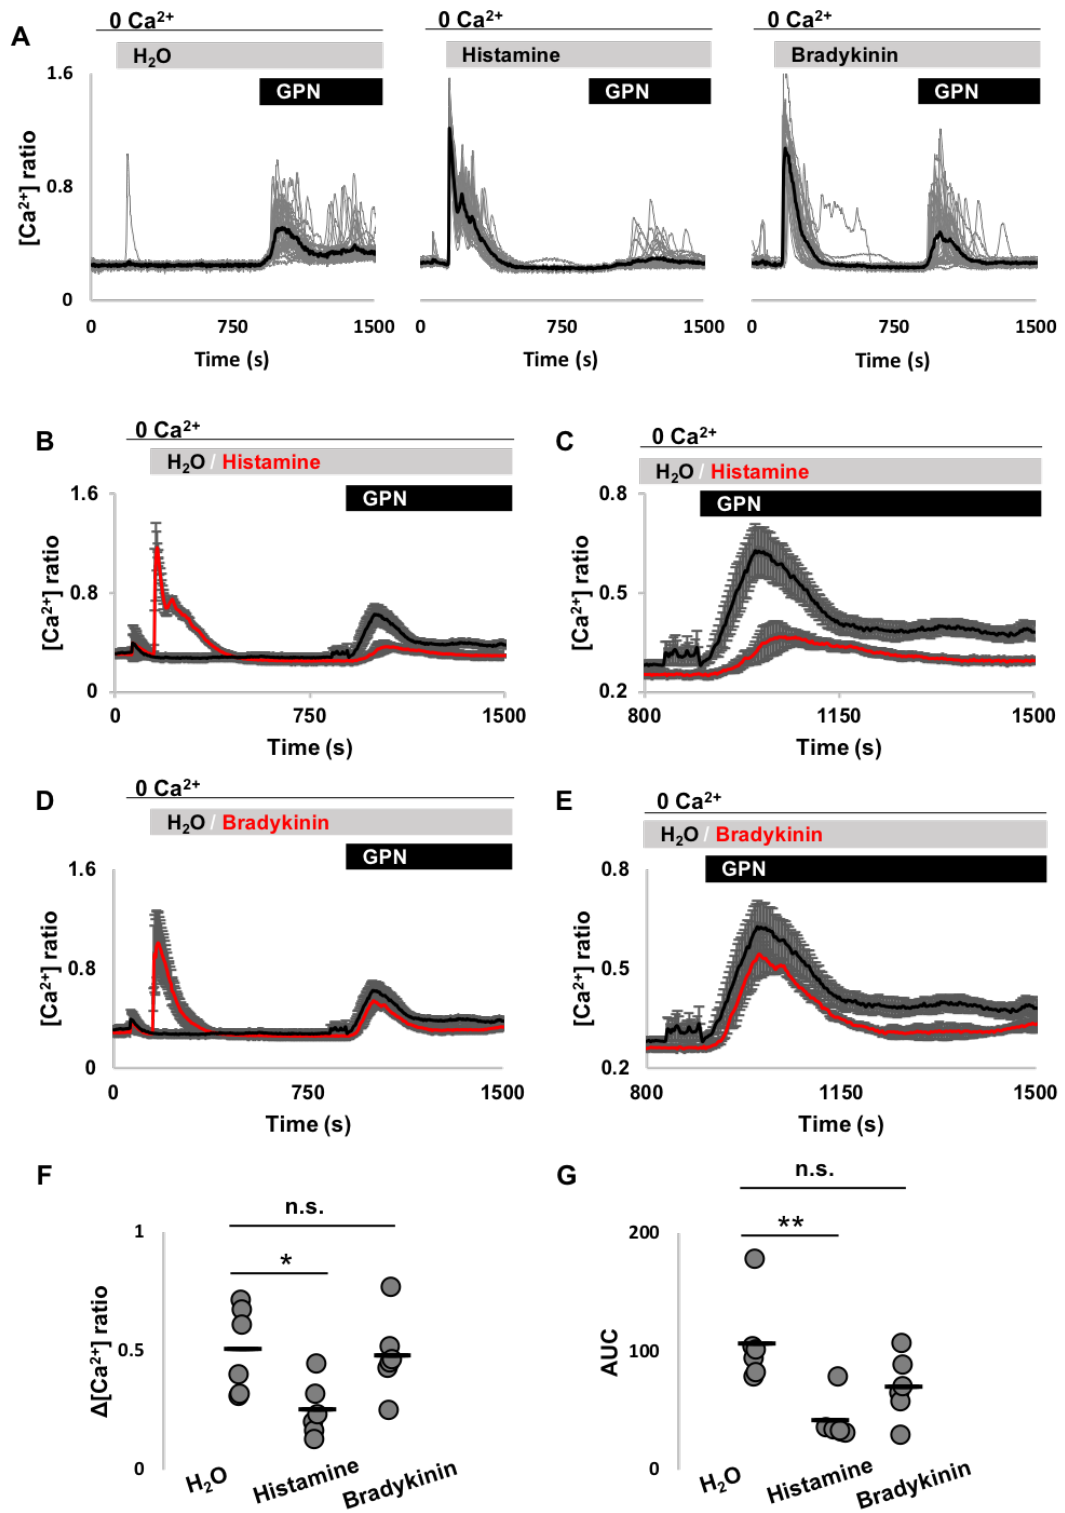 A
0 Ca²⁺
0 Ca²⁺
0 Ca²⁺
H₂O
Histamine
Bradykinin
GPN
GPN
GPN
[Ca²⁺] ratio
1.6
0.8
0
0 750 1500
0 750 1500
0 750 1500
Time (s)
Time (s)
Time (s)
B
0 Ca²⁺
H₂O / Histamine
GPN
[Ca²⁺] ratio
1.6
0.8
0
0 750 1500
Time (s)
C
0 Ca²⁺
H₂O / Histamine
GPN
[Ca²⁺] ratio
0.8
0.5
0.2
800 1150 1500
Time (s)
D
0 Ca²⁺
H₂O / Bradykinin
GPN
[Ca²⁺] ratio
1.6
0.8
0
0 750 1500
Time (s)
E
0 Ca²⁺
H₂O / Bradykinin
GPN
[Ca²⁺] ratio
0.8
0.5
0.2
800 1150 1500
Time (s)
F
n.s.
*
Δ[Ca²⁺] ratio
1
0.5
0
H₂O
Histamine
Bradykinin
G
n.s.
**
AUC
200
100
0
H₂O
Histamine
Bradykinin